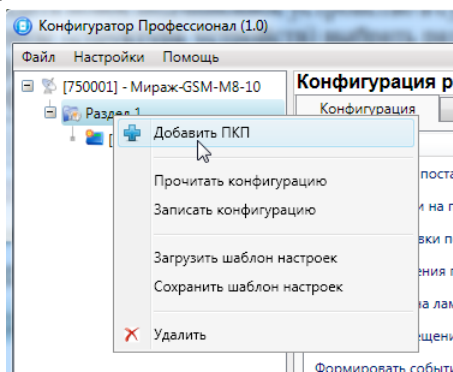 Конфигуратор Профессионал (1.0)
Файл Настройки Помощь
[750001] - Мираж-GSM-M8-10
Раздел 1
Добавить ПКП
Прочитать конфигурацию
Записать конфигурацию
Загрузить шаблон настроек
Сохранить шаблон настроек
Удалить
Конфигурация
Конфигурация
на
Формировать